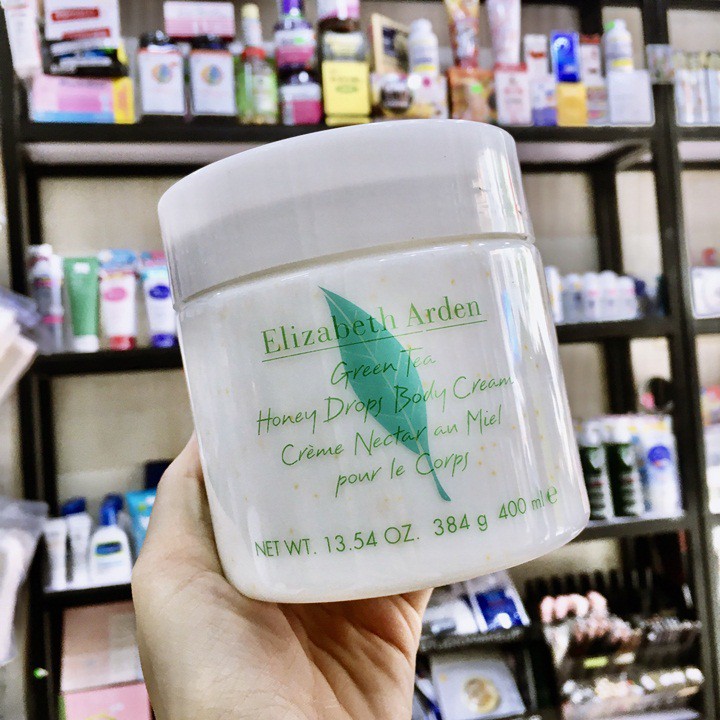 Elizabeth Arden
Green Tea
Honey Drops Body Cream
Crème Nectar au Miel
pour le Corps
NET WT. 13.54 OZ. 384 g 400 ml e